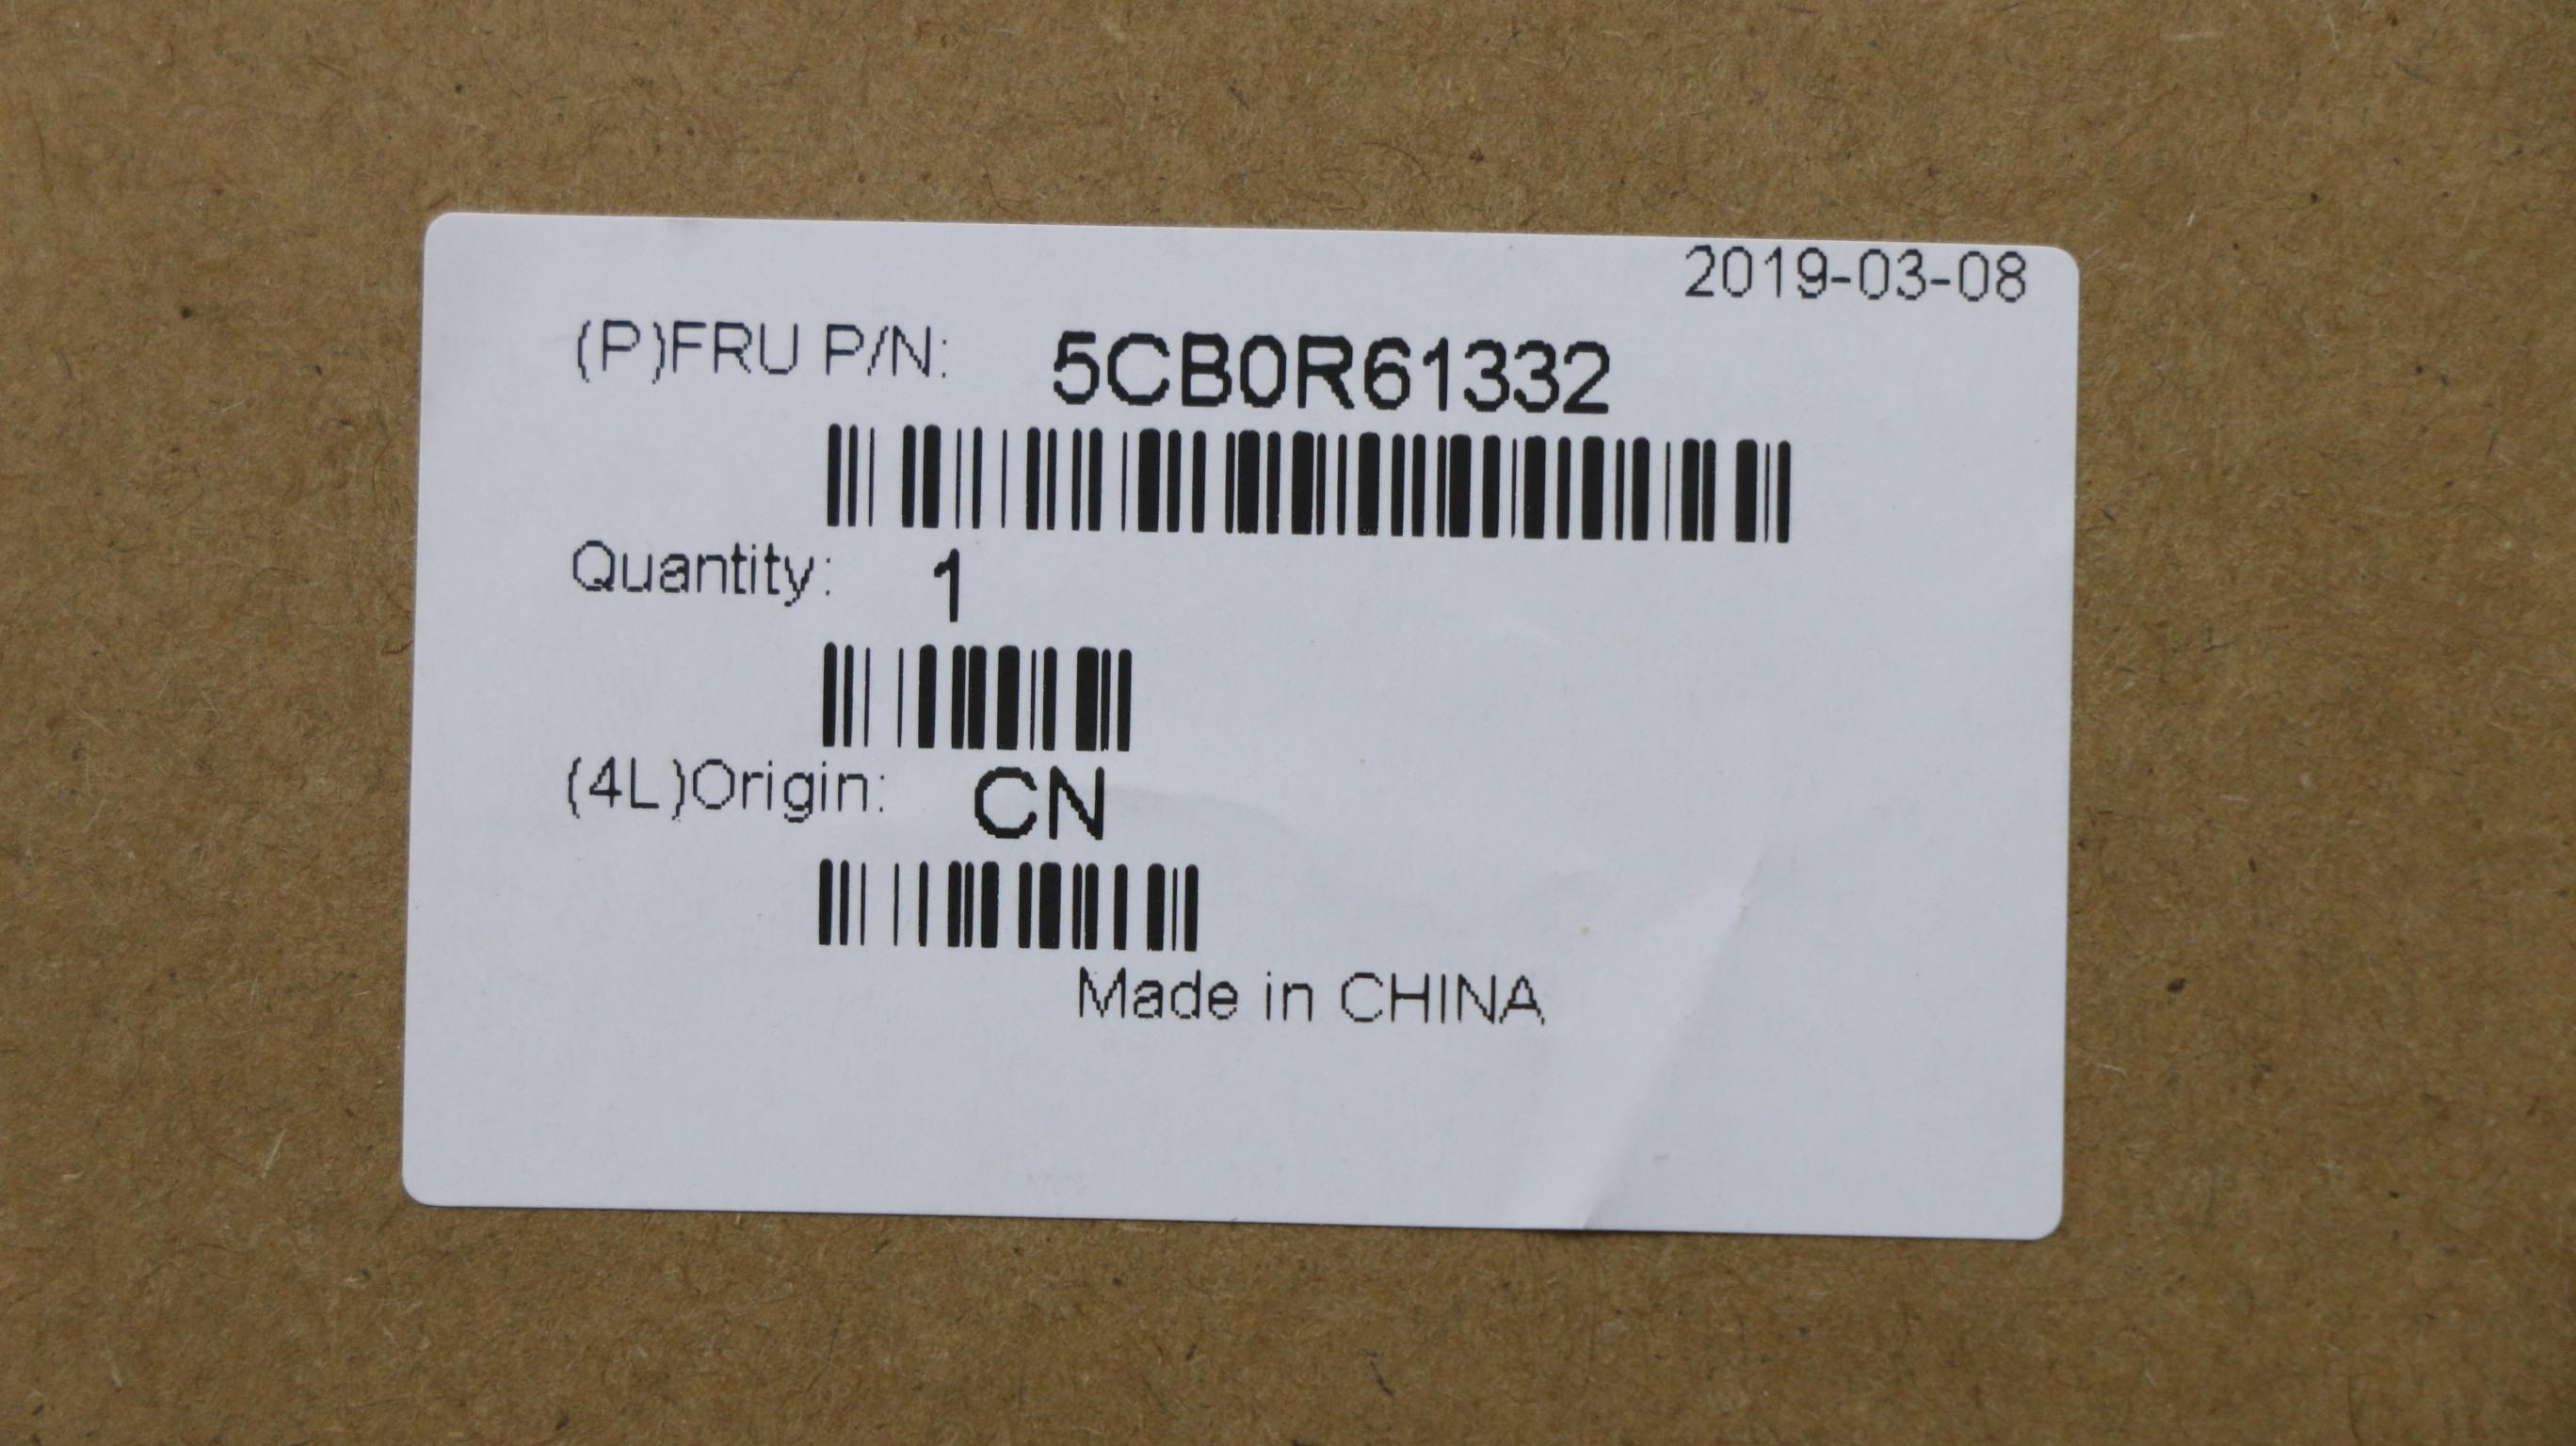 2019-03-08
(P)FRU P/N: 5CB0R61332
Quantity: 1
(4L)Origin: CN
Made in CHINA